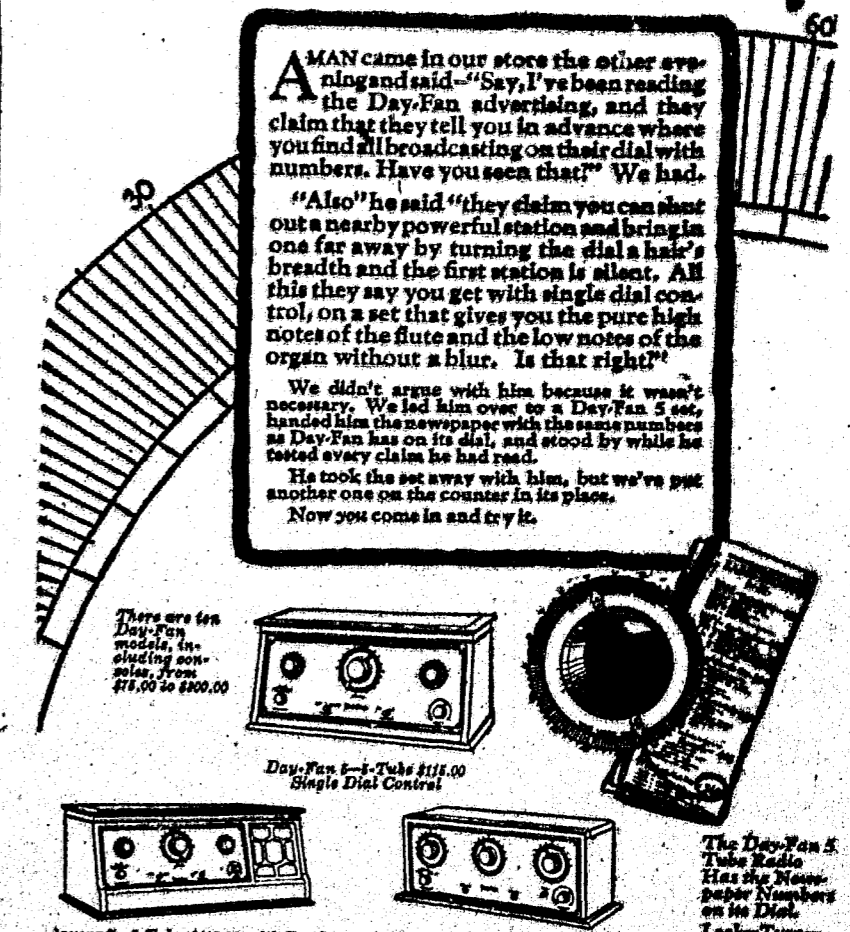 60
30
A MAN came in our store the other eve-
ning and said—"Say, I've been reading
the Day-Fan advertising, and they
claim that they tell you in advance where
you find all broadcasting on their dial with
numbers. Have you seen that?" We had.
"Also" he said "they claim you can shut
out a nearby powerful station and bring in
one far away by turning the dial a hair's
breadth and the first station is silent. All
this they say you get with single dial con-
trol, on a set that gives you the pure high
notes of the flute and the low notes of the
organ without a blur. Is that right?"
We didn't argue with him because it wasn't
necessary. We led him over to a Day-Fan 5 set,
handed him the newspaper with the same numbers
as Day-Fan has on its dial, and stood by while he
tested every claim he had read.
He took the set away with him, but we've put
another one on the counter in its place.
Now you come in and try it.
There are ten
Day-Fan
models, in-
cluding con-
soles, from
$75.00 to $300.00
Day-Fan 5—5-Tube $115.00
Single Dial Control
The Day-Fan 5
Tube Radio
Has the News-
paper Numbers
on its Dial.